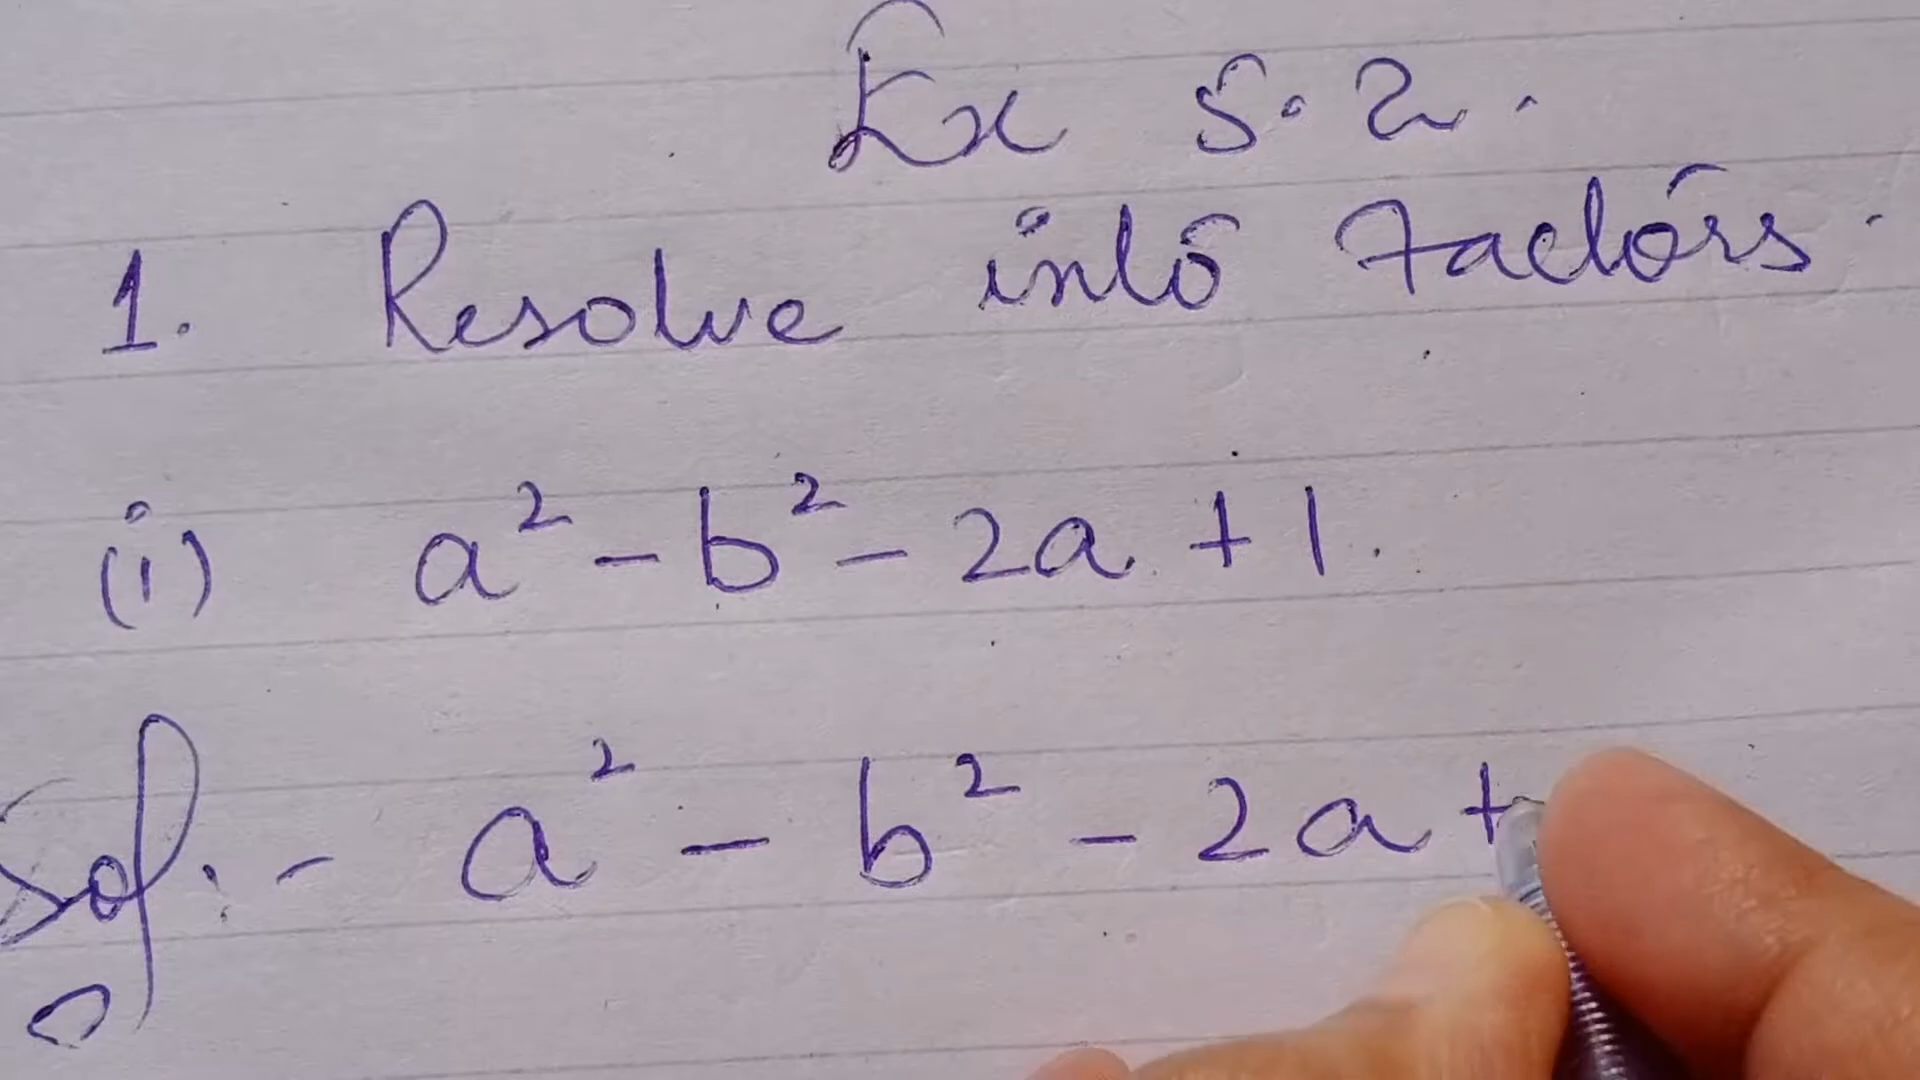 Ex 5.2.
1. Resolve into Factors.
(i) a² - b² - 2a + 1.
Sol:- a² - b² - 2a +